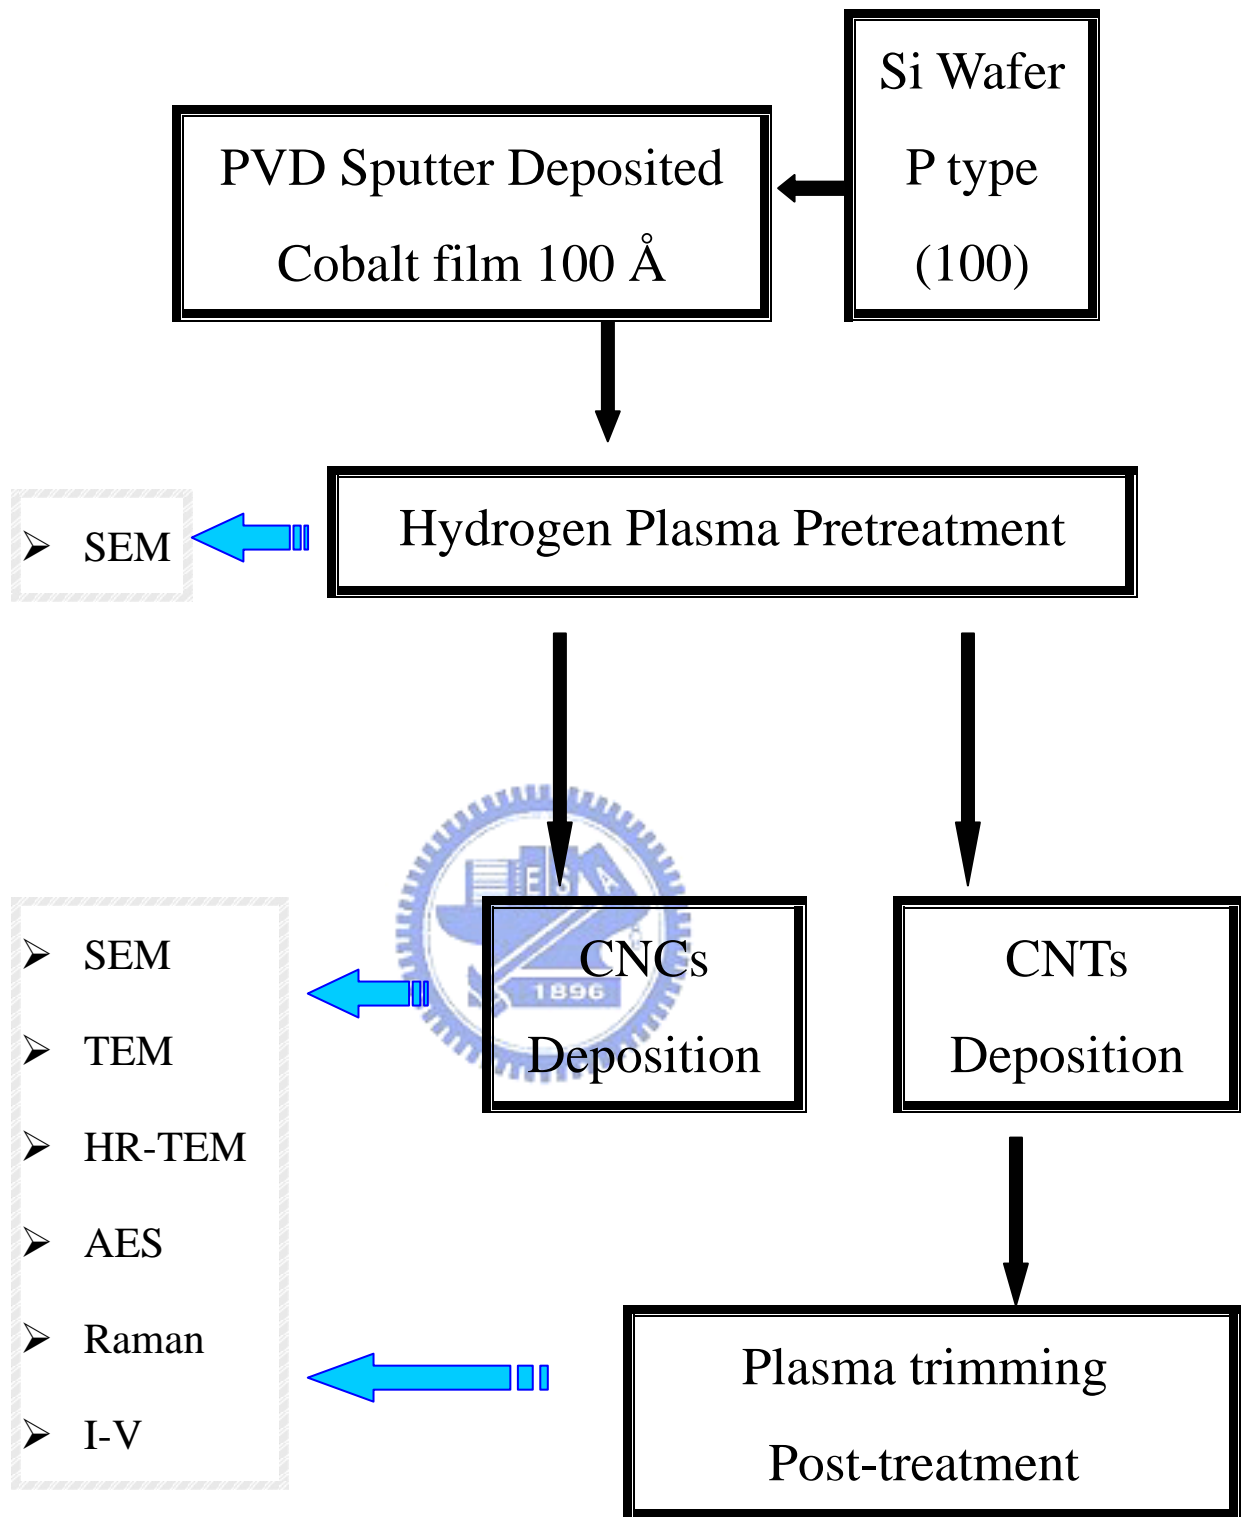 Si Wafer
P type
(100)
PVD Sputter Deposited
Cobalt film 100 Å
Hydrogen Plasma Pretreatment
➢ SEM
CNCs
Deposition
CNTs
Deposition
➢ SEM
➢ TEM
➢ HR-TEM
➢ AES
➢ Raman
➢ I-V
Plasma trimming
Post-treatment
E S A
1896